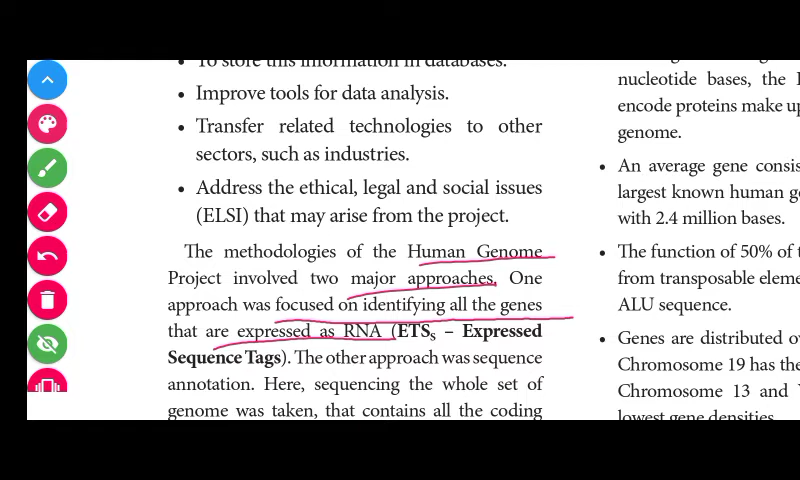 To store this information in databases.
• Improve tools for data analysis.
• Transfer related technologies to other
sectors, such as industries.
• Address the ethical, legal and social issues
(ELSI) that may arise from the project.
The methodologies of the Human Genome
Project involved two major approaches. One
approach was focused on identifying all the genes
that are expressed as RNA (ETSs – Expressed
Sequence Tags). The other approach was sequence
annotation. Here, sequencing the whole set of
genome was taken, that contains all the coding
nucleotide bases, the
encode proteins make up
genome.
• An average gene consis
largest known human g
with 2.4 million bases.
• The function of 50% of t
from transposable eleme
ALU sequence.
• Genes are distributed ov
Chromosome 19 has the
Chromosome 13 and
lowest gene densities.